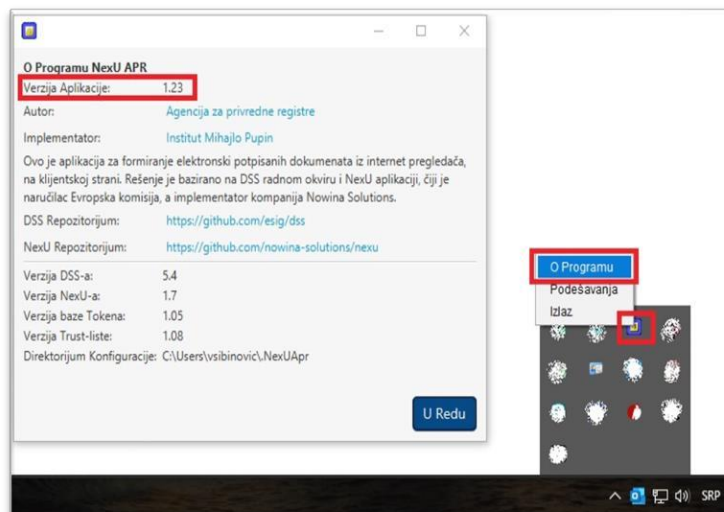 O Programu NexU APR
Verzija Aplikacije: 1.23
Autor: Agencija za privredne registre
Implementator: Institut Mihajlo Pupin
Ovo je aplikacija za formiranje elektronski potpisanih dokumenata iz internet pregledača,
na klijentskoj strani. Rešenje je bazirano na DSS radnom okviru i NexU aplikaciji, čiji je
naručilac Evropska komisija, a implementator kompanija Nowina Solutions.
DSS Repozitorijum: https://github.com/esig/dss
NexU Repozitorijum: https://github.com/nowina-solutions/nexu
Verzija DSS-a: 5.4
Verzija NexU-a: 1.7
Verzija baze Tokena: 1.05
Verzija Trust-liste: 1.08
Direktorijum Konfiguracije: C:\Users\vsibinovic\.NexUApr
U Redu
O Programu
Podešavanja
Izlaz
SRP